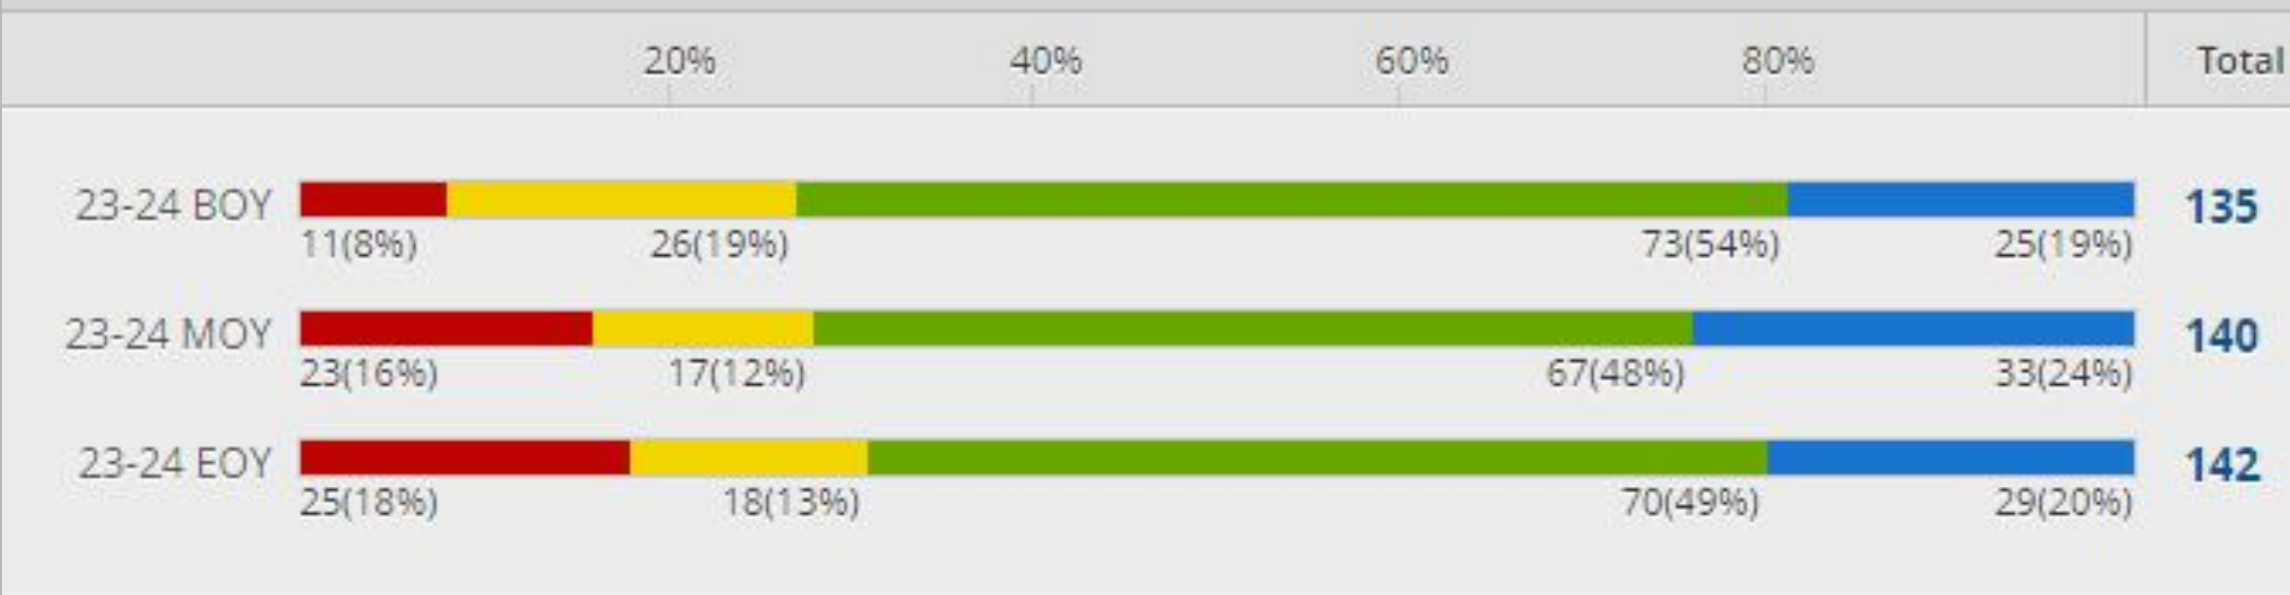 20% 40% 60% 80% Total
23-24 BOY 135
11(8%) 26(19%) 73(54%) 25(19%)
23-24 MOY 140
23(16%) 17(12%) 67(48%) 33(24%)
23-24 EOY 142
25(18%) 18(13%) 70(49%) 29(20%)